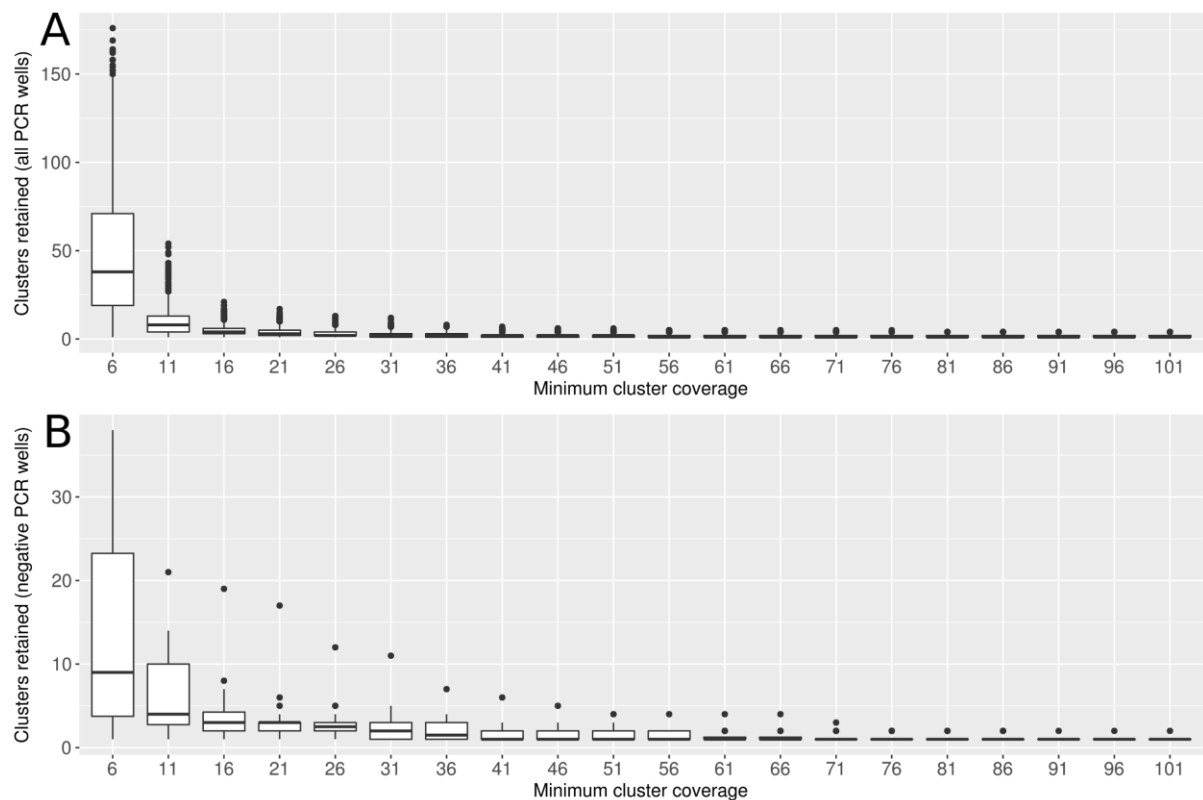 A
Clusters retained (all PCR wells)
150
100
50
0
6 11 16 21 26 31 36 41 46 51 56 61 66 71 76 81 86 91 96 101
Minimum cluster coverage
B
Clusters retained (negative PCR wells)
30
20
10
0
6 11 16 21 26 31 36 41 46 51 56 61 66 71 76 81 86 91 96 101
Minimum cluster coverage